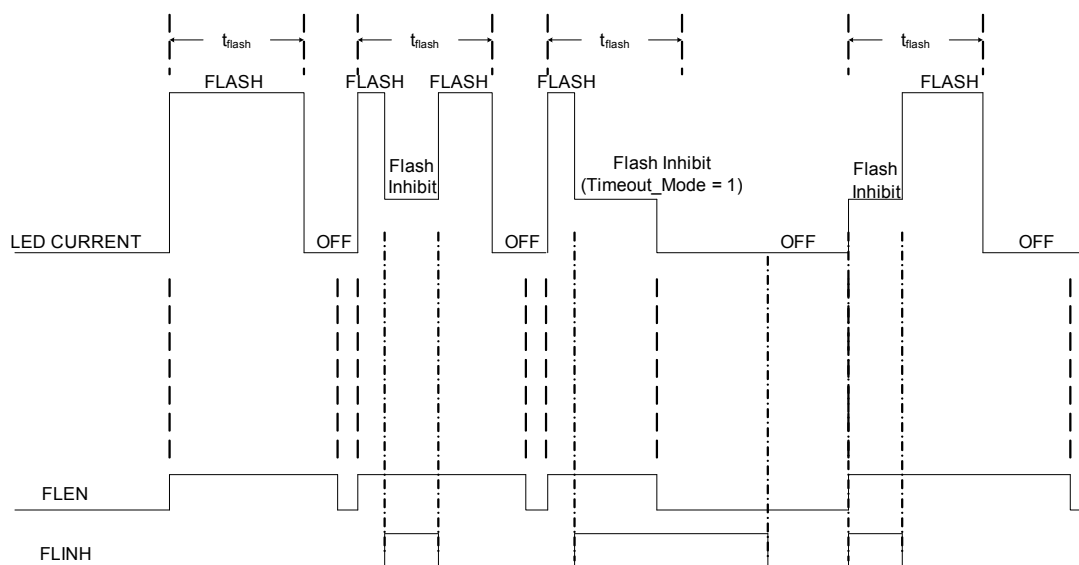 tflash tflash tflash tflash
FLASH FLASH FLASH FLASH FLASH
Flash
Inhibit
Flash Inhibit
(Timeout_Mode = 1)
Flash
Inhibit
LED CURRENT OFF OFF OFF OFF
FLEN
FLINH